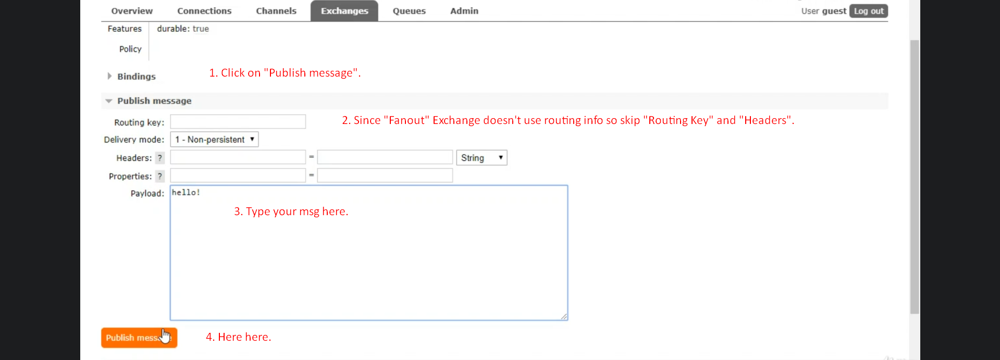 Overview Connections Channels Exchanges Queues Admin User guest Log out
Features durable: true
Policy
Bindings
1. Click on "Publish message".
Publish message
Routing key:
2. Since "Fanout" Exchange doesn't use routing info so skip "Routing Key" and "Headers".
Delivery mode: 1 - Non-persistent
Headers: ? = String
Properties: ? =
Payload: hello!
3. Type your msg here.
Publish
4. Here here.